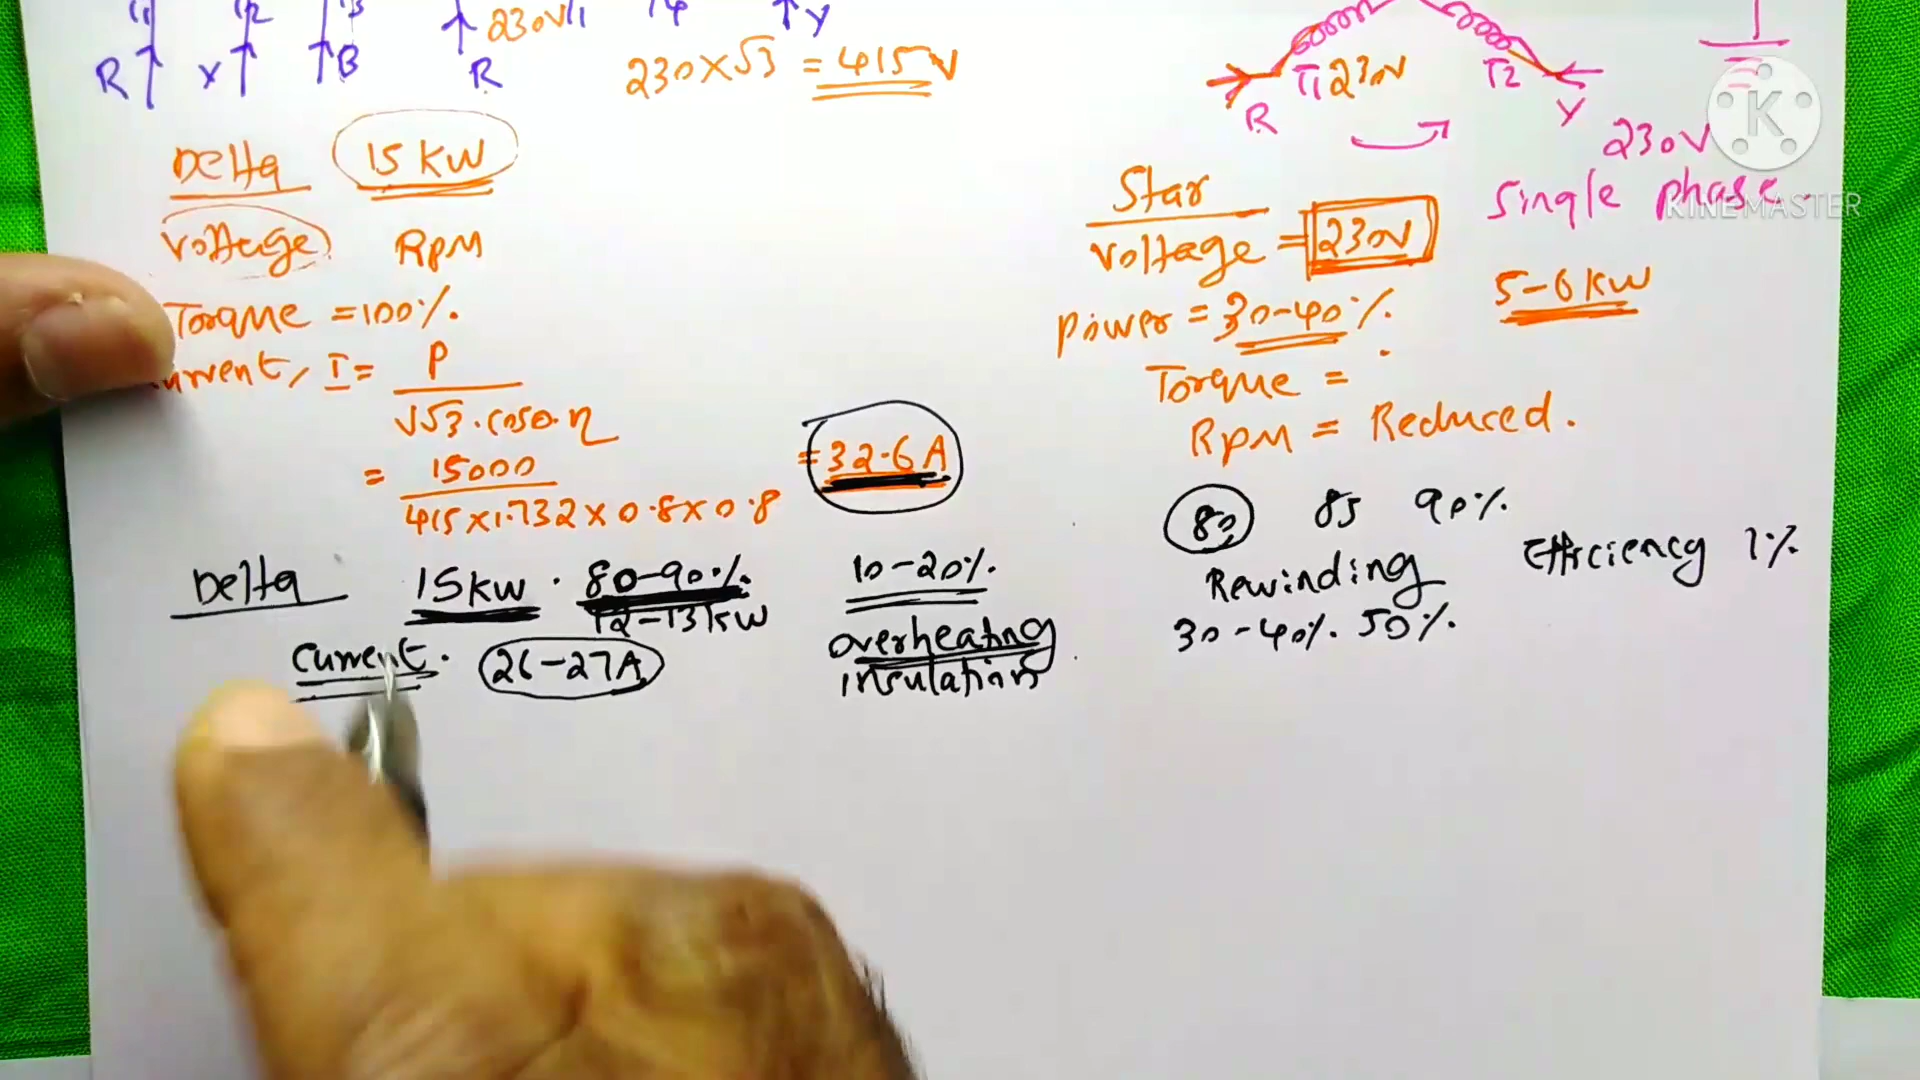 R Y B 230V R Y
230 × √3 = 415 V
T1 230V T2
R Y
230V
Single phase
KINEMASTER
K
Delta 15 KW
Voltage Rpm
Torque = 100%.
Current, I = P
√√3 . cosθ . η
= 15000
415 × 1.732 × 0.8 × 0.8
= 32.6 A
Star
Voltage = 230V
Power = 30-40 %.
5-6 KW
Torque =
Rpm = Reduced.
80 85 90%.
Rewinding Efficiency 1%
30-40%. 50%.
Delta 15kw . 80-90%. 10-20%.
12-13kw
Current. 26-27A
overheating
insulation